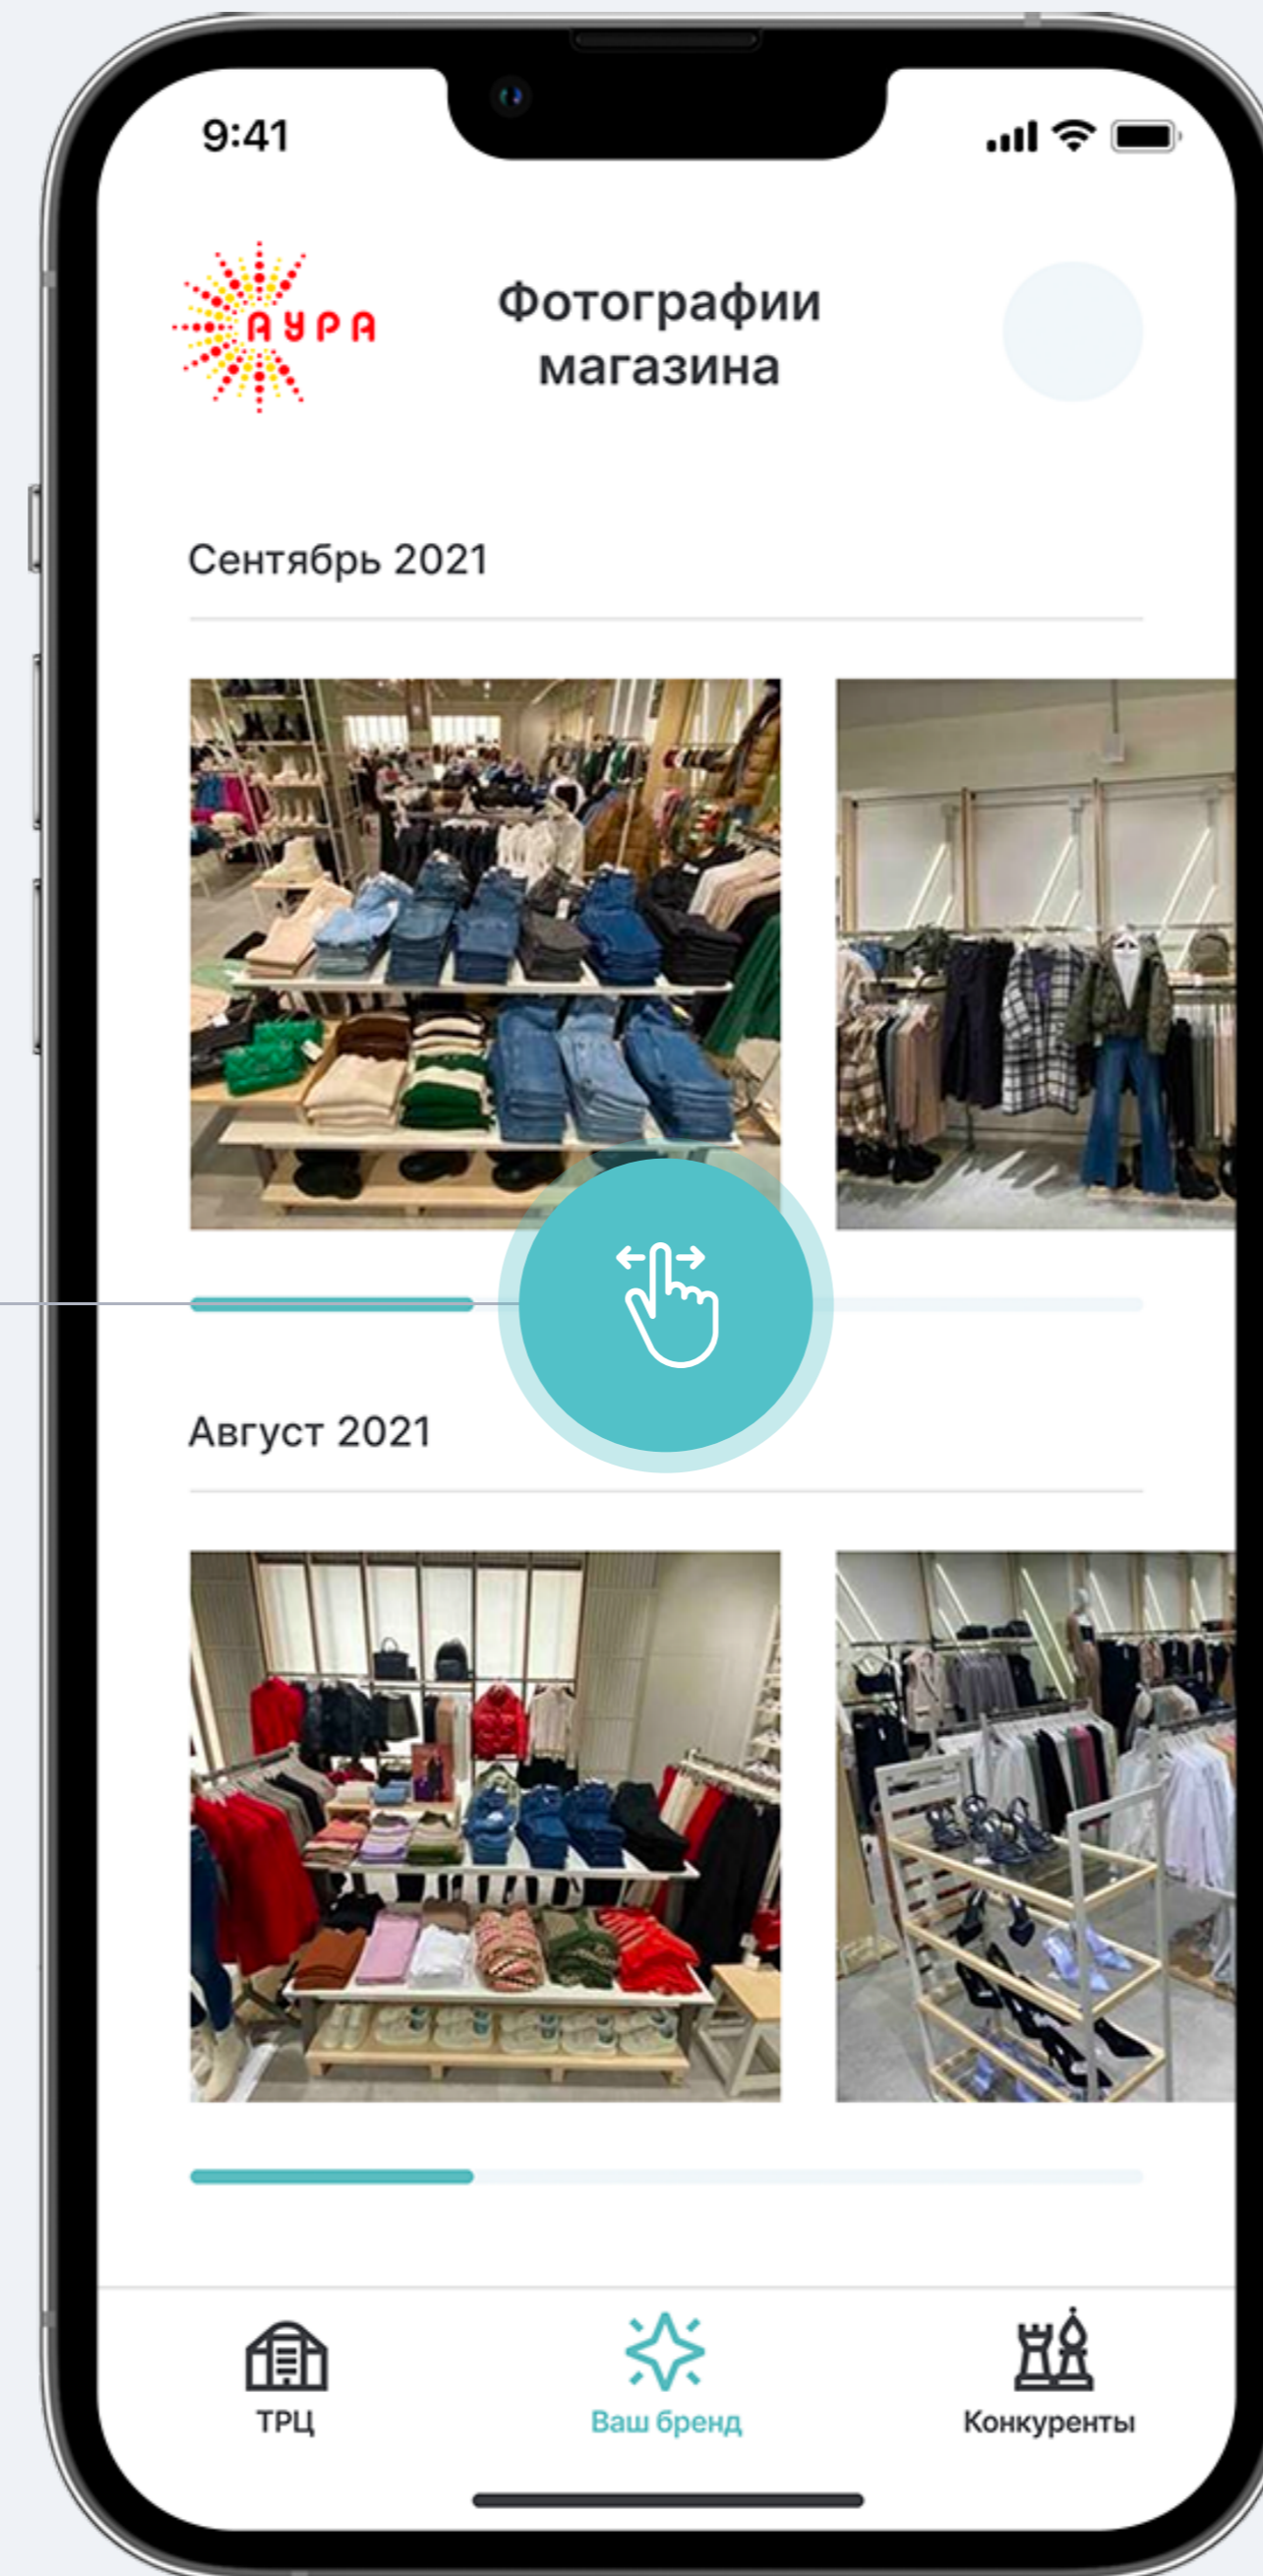 9:41
АУРА
Фотографии
магазина
Сентябрь 2021
Август 2021
ТРЦ
Ваш бренд
Конкуренты